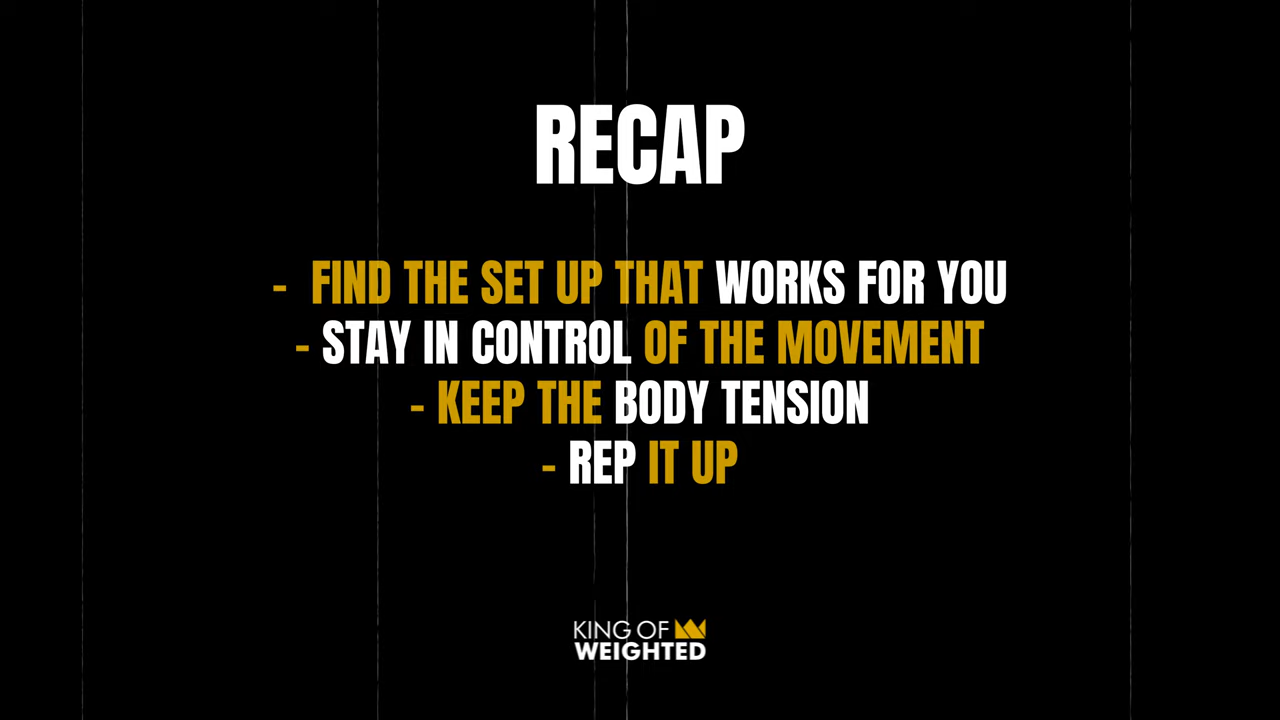 RECAP
- FIND THE SET UP THAT WORKS FOR YOU
- STAY IN CONTROL OF THE MOVEMENT
- KEEP THE BODY TENSION
- REP IT UP
KING OF
WEIGHTED